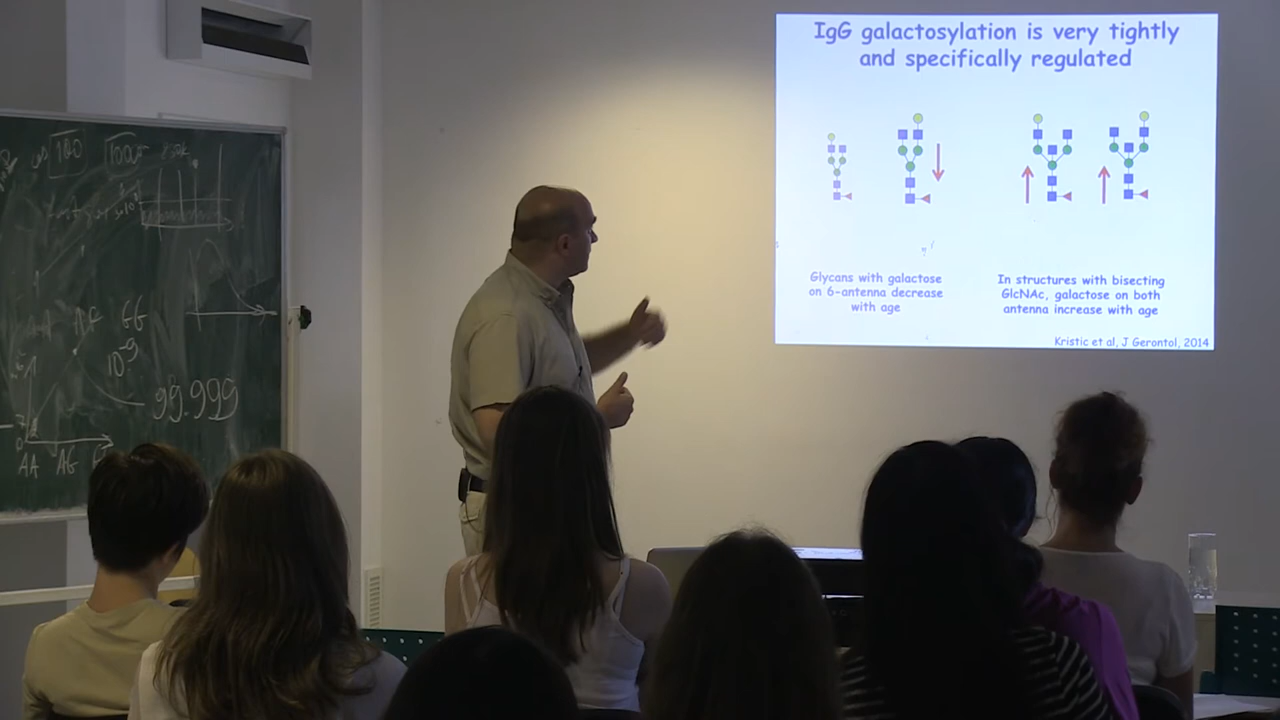 IgG galactosylation is very tightly
and specifically regulated
Glycans with galactose
on 6-antenna decrease
with age
In structures with bisecting
GlcNAc, galactose on both
antenna increase with age
Kristic et al, J Gerontol, 2014
100
1000
GG
10⁻⁹
99.999
AA AG